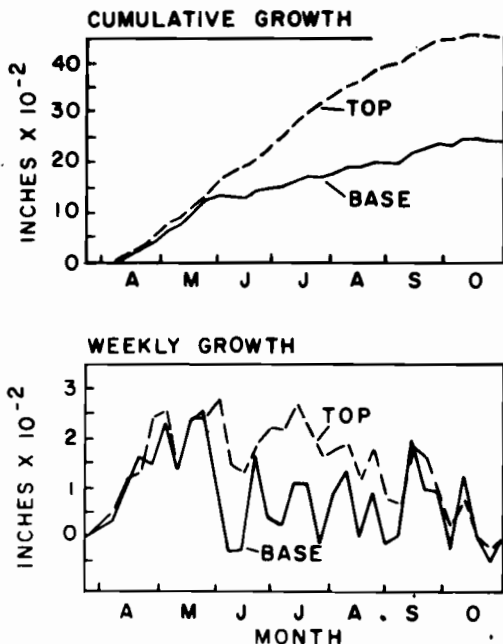 CUMULATIVE GROWTH
INCHES X 10-2
40
30
20
10
0
TOP
BASE
A M J J A S O
WEEKLY GROWTH
INCHES X 10-2
3
2
1
0
TOP
BASE
A M J J A S O
MONTH